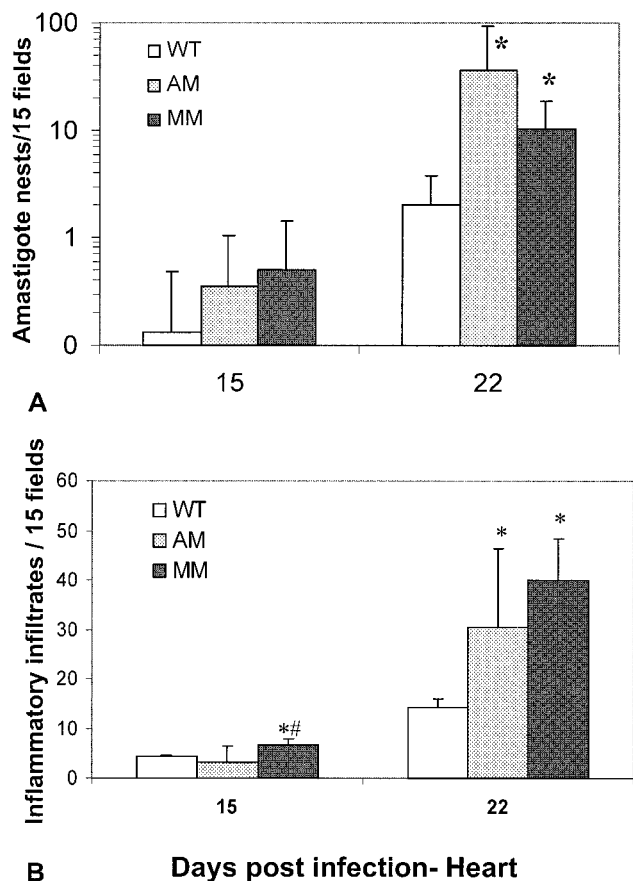 Amastigote nests/15 fields
100
10
1
0
WT
AM
MM
*
*
15
22
A
Inflammatory infiltrates / 15 fields
60
50
40
30
20
10
0
WT
AM
MM
*#
*
*
15
22
B
Days post infection- Heart